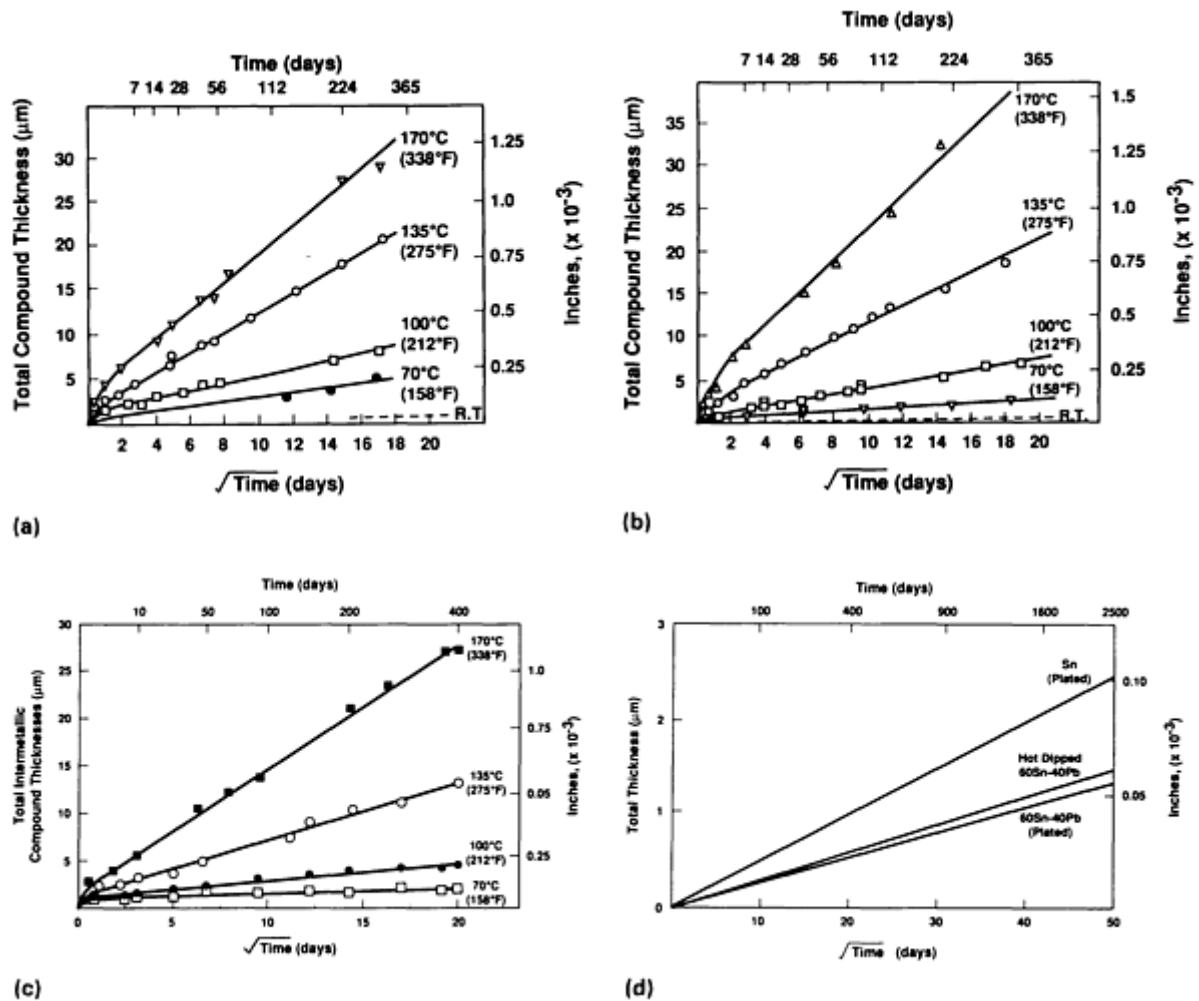 Time (days)
7 14 28 56 112 224 365
Total Compound Thickness (μm)
30
25
20
15
10
5
2 4 6 8 10 12 14 16 18 20
√Time (days)
1.25
1.0
0.75
0.5
0.25
Inches, (x 10⁻³)
170°C
(338°F)
135°C
(275°F)
100°C
(212°F)
70°C
(158°F)
R.T.
(a)
Time (days)
7 14 28 56 112 224 365
Total Compound Thickness (μm)
35
30
25
20
15
10
5
2 4 6 8 10 12 14 16 18 20
√Time (days)
1.5
1.25
1.0
0.75
0.5
0.25
Inches, (x 10⁻³)
170°C
(338°F)
135°C
(275°F)
100°C
(212°F)
70°C
(158°F)
R.T.
(b)
Time (days)
10 50 100 200 400
Total Intermetallic
Compound Thicknesses (μm)
30
25
20
15
10
5
0 5 10 15 20
√Time (days)
1.0
0.75
0.05
0.25
Inches, (x 10⁻³)
170°C
(338°F)
135°C
(275°F)
100°C
(212°F)
70°C
(158°F)
(c)
Time (days)
100 400 900 1600 2500
Total Thickness (μm)
3
2
1
0
10 20 30 40 50
√Time (days)
0.10
0.05
Inches, (x 10⁻³)
Sn
(Plated)
Hot Dipped
60Sn-40Pb
60Sn-40Pb
(Plated)
(d)